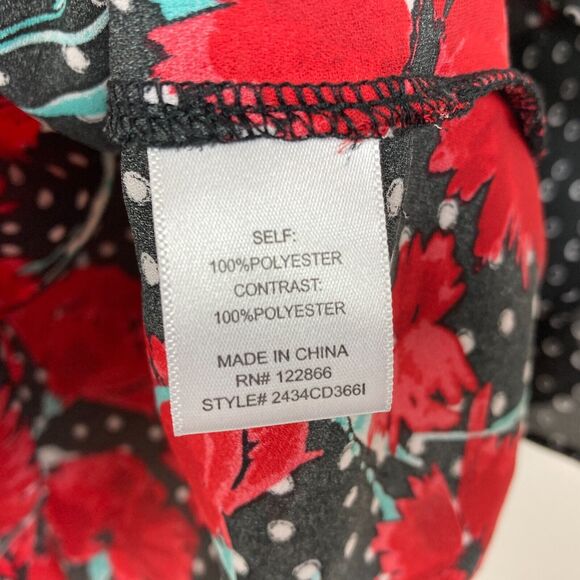 SELF:
100%POLYESTER
CONTRAST:
100%POLYESTER
MADE IN CHINA
RN# 122866
STYLE# 2434CD366I